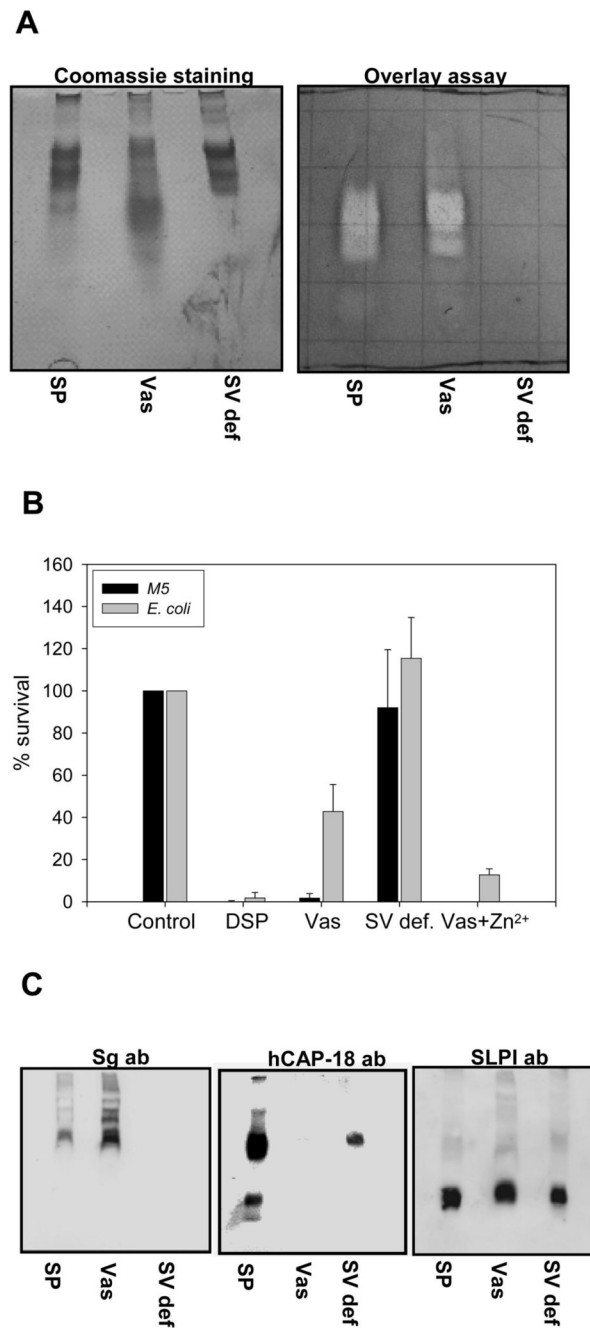 A
Coomassie staining Overlay assay
SP Vas SV def SP Vas SV def
B
160
140
120
100
80
60
40
20
0
% survival
M5
E. coli
Control DSP Vas SV def. Vas+Zn²⁺
C
Sg ab hCAP-18 ab SLPI ab
SP Vas SV def SP Vas SV def SP Vas SV def